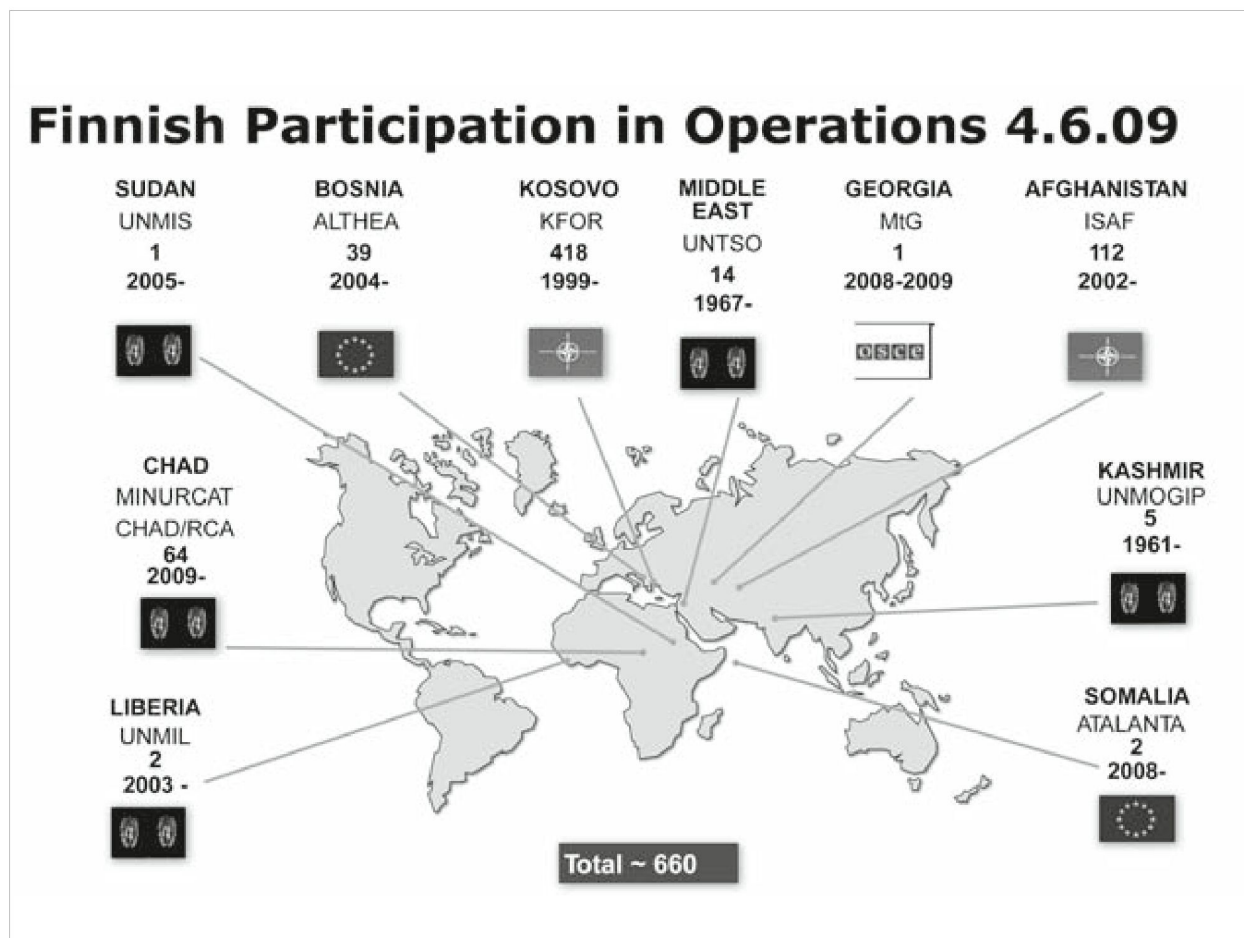 Finnish Participation in Operations 4.6.09
SUDAN
UNMIS
1
2005-
BOSNIA
ALTHEA
39
2004-
KOSOVO
KFOR
418
1999-
MIDDLE
EAST
UNTSO
14
1967-
GEORGIA
MtG
1
2008-2009
AFGHANISTAN
ISAF
112
2002-
osce
CHAD
MINURCAT
CHAD/RCA
64
2009-
KASHMIR
UNMOGIP
5
1961-
LIBERIA
UNMIL
2
2003 -
SOMALIA
ATALANTA
2
2008-
Total ~ 660